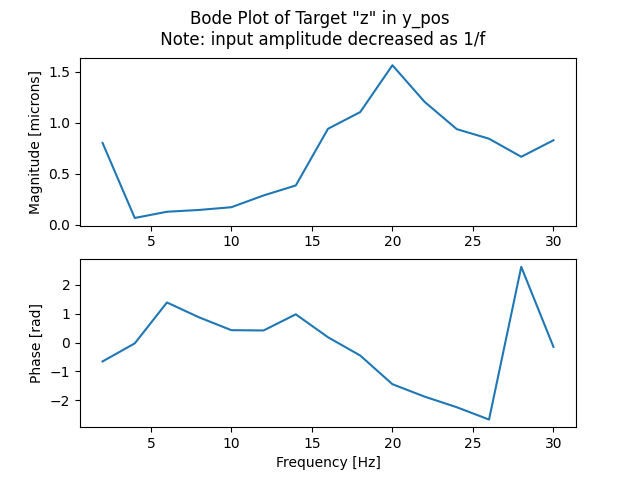 Bode Plot of Target "z" in y_pos
Note: input amplitude decreased as 1/f
Magnitude [microns]
1.5
1.0
0.5
0.0
5 10 15 20 25 30
Phase [rad]
2
1
0
−1
−2
5 10 15 20 25 30
Frequency [Hz]